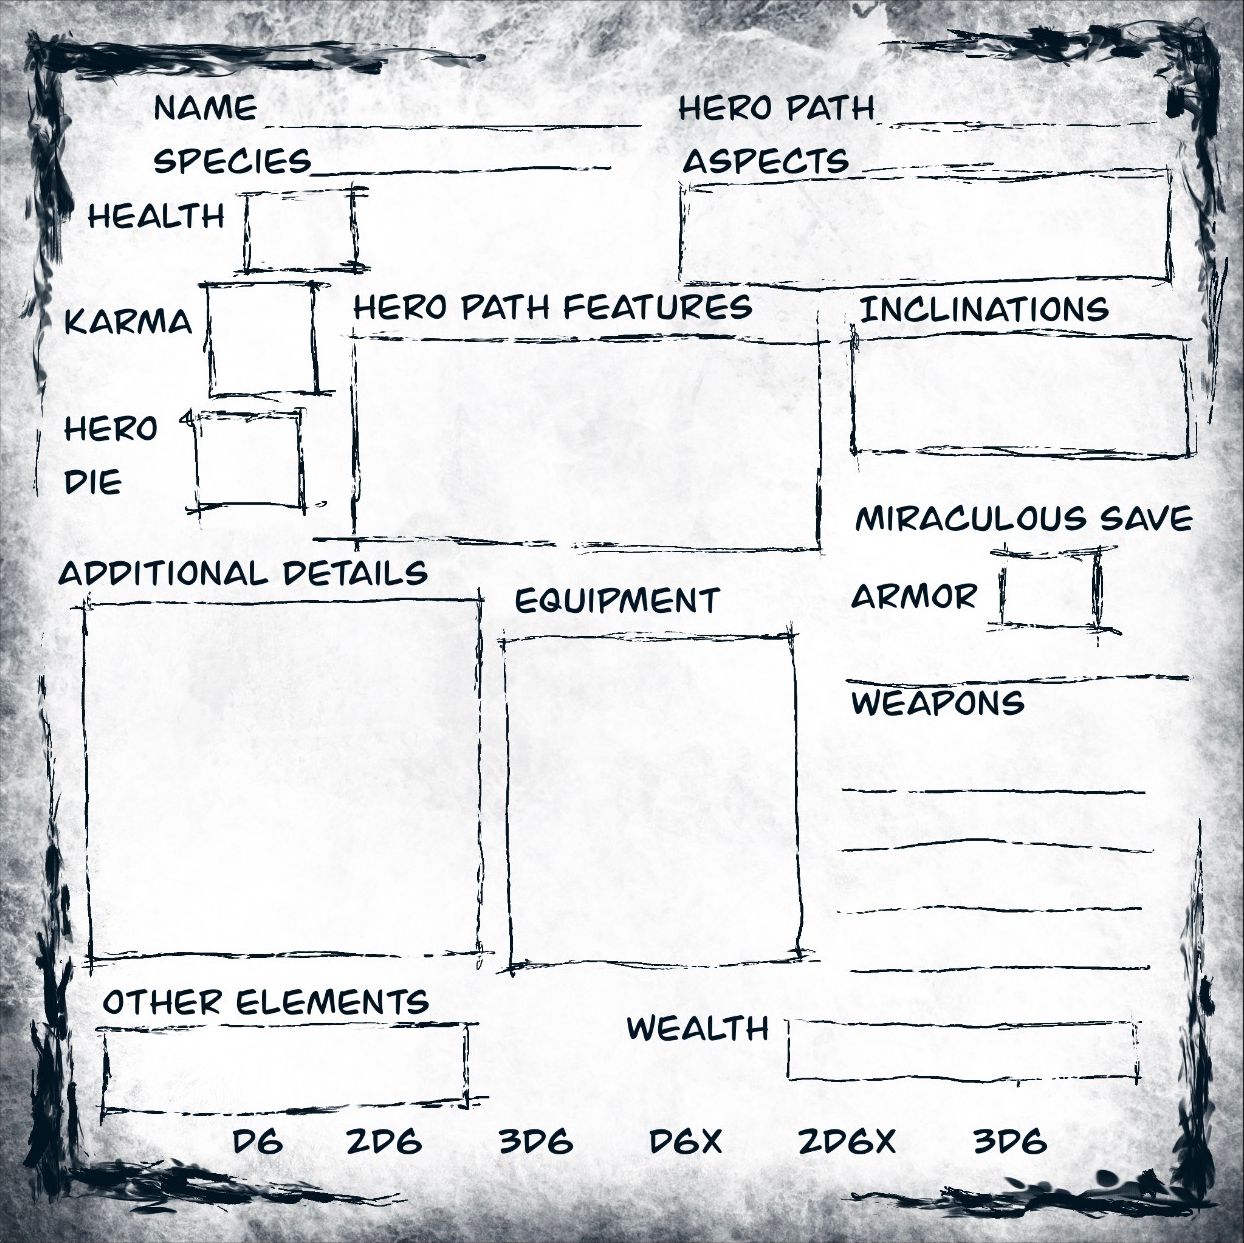 NAME
HERO PATH
SPECIES
ASPECTS
HEALTH
KARMA
HERO PATH FEATURES
INCLINATIONS
HERO
DIE
MIRACULOUS SAVE
ADDITIONAL DETAILS
EQUIPMENT
ARMOR
WEAPONS
OTHER ELEMENTS
WEALTH
D6 2D6 3D6 D6X 2D6X 3D6